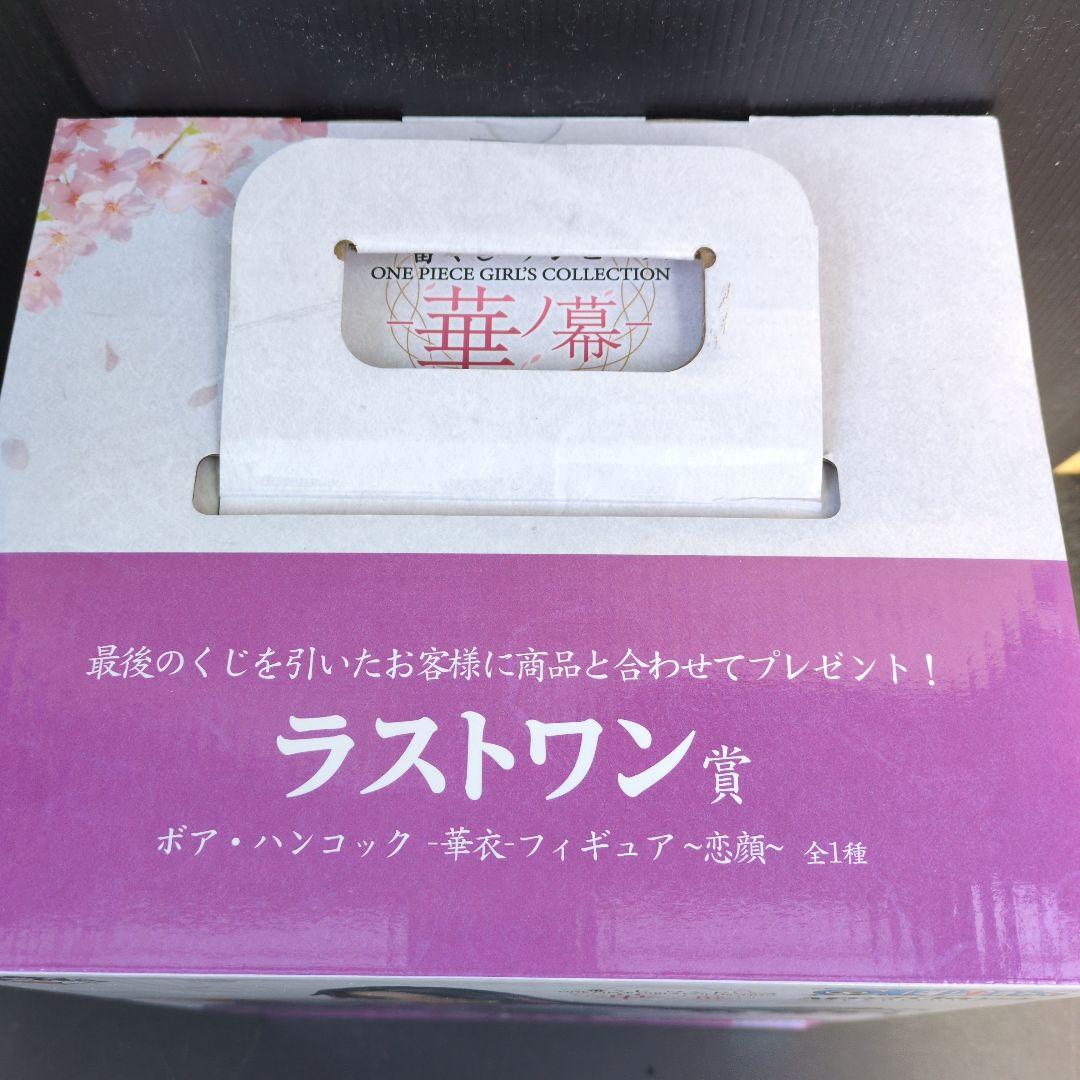 ONE PIECE GIRL'S COLLECTION
華ノ幕
最後のくじを引いたお客様に商品と合わせてプレゼント!
ラストワン賞
ボア・ハンコック -華衣-フィギュア ~恋顔~ 全1種